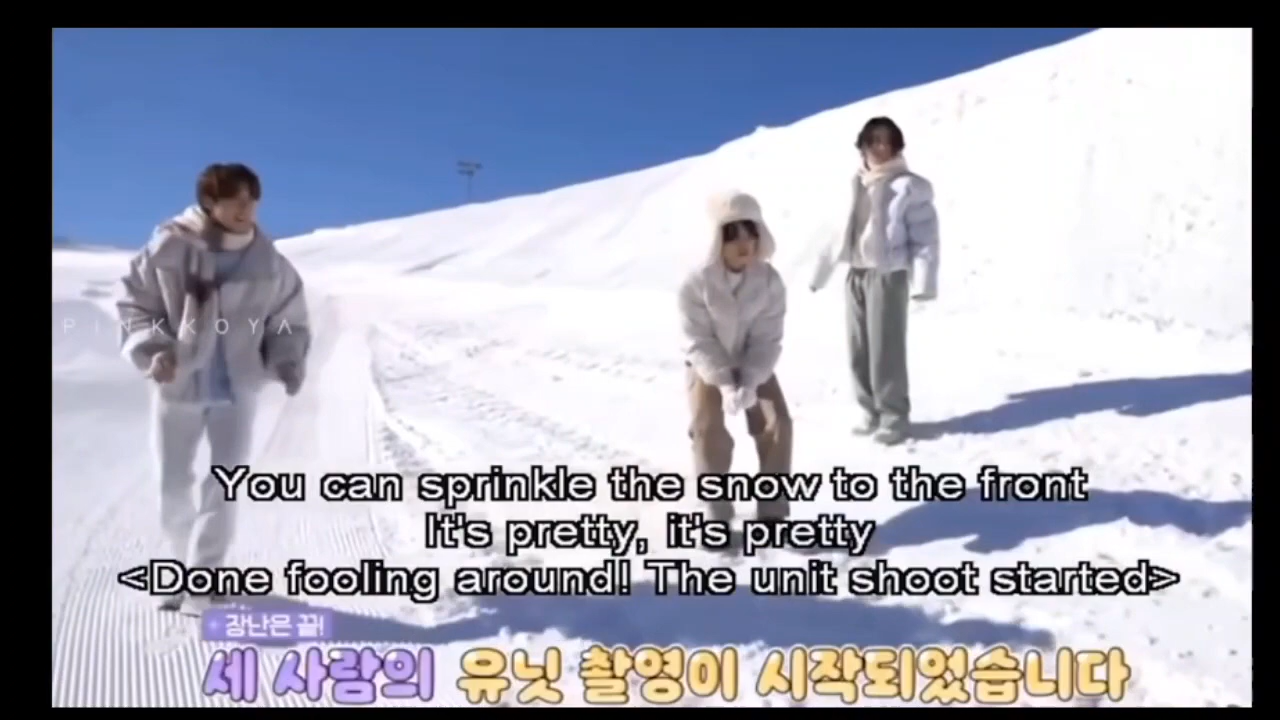 PINKKOYA
You can sprinkle the snow to the front
It's pretty, it's pretty
<Done fooling around! The unit shoot started>
장난은 끝!
세 사람의 유닛 촬영이 시작되었습니다